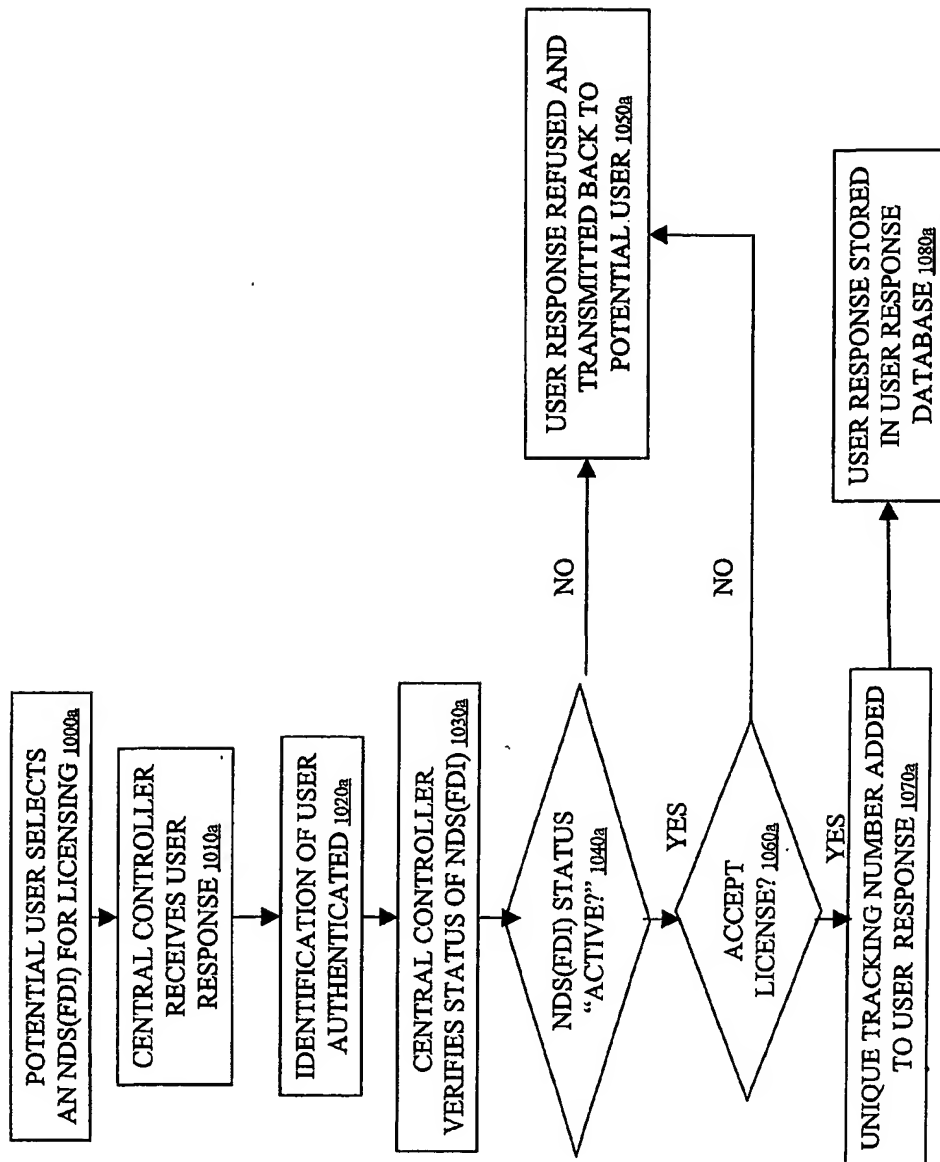 POTENTIAL USER SELECTS
AN NDS(FDI) FOR LICENSING 1000a
CENTRAL CONTROLLER
RECEIVES USER
RESPONSE 1010a
IDENTIFICATION OF USER
AUTHENTICATED 1020a
CENTRAL CONTROLLER
VERIFIES STATUS OF NDS(FDI) 1030a
NDS(FDI) STATUS
“ACTIVE?” 1040a
NO
USER RESPONSE REFUSED AND
TRANSMITTED BACK TO
POTENTIAL USER 1050a
YES
ACCEPT
LICENSE? 1060a
NO
YES
UNIQUE TRACKING NUMBER ADDED
TO USER RESPONSE 1070a
USER RESPONSE STORED
IN USER RESPONSE
DATABASE 1080a